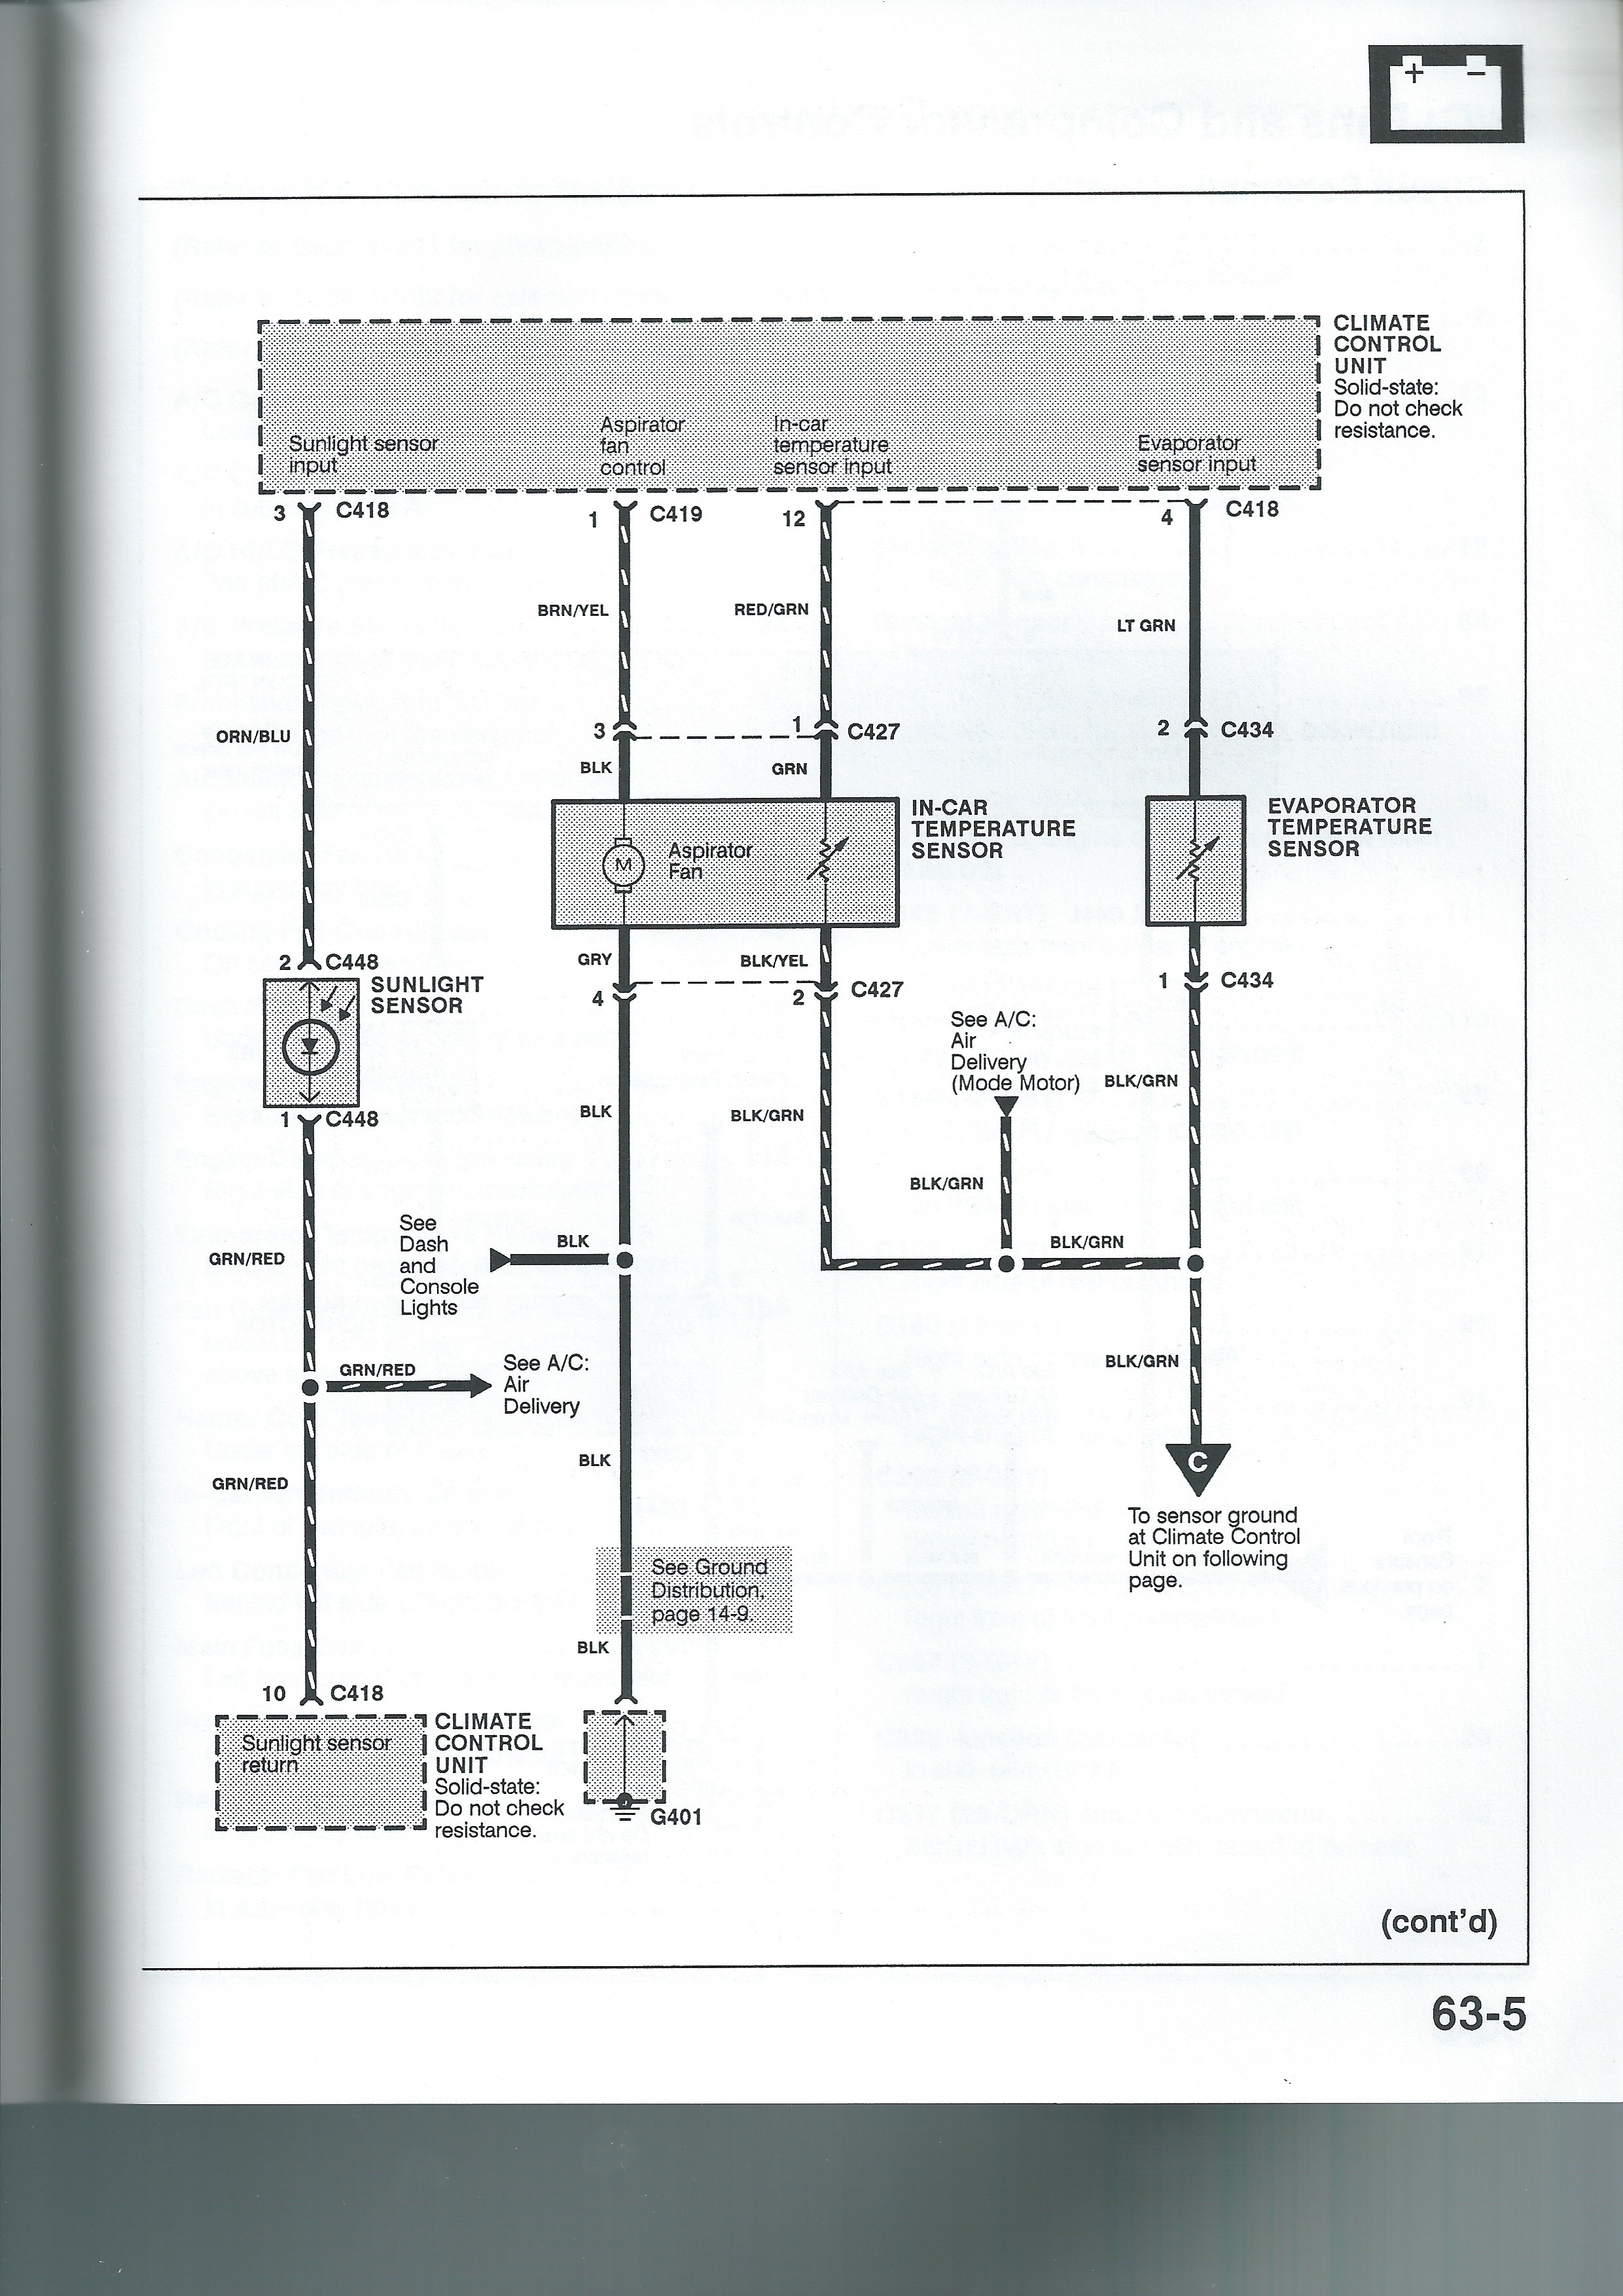 + −
CLIMATE
CONTROL
UNIT
Solid-state:
Do not check
resistance.
Sunlight sensor
input
Aspirator
fan
control
In-car
temperature
sensor input
Evaporator
sensor input
3 C418
1 C419
12
4 C418
BRN/YEL
RED/GRN
LT GRN
ORN/BLU
3
1 C427
2 C434
BLK
GRN
IN-CAR
TEMPERATURE
SENSOR
EVAPORATOR
TEMPERATURE
SENSOR
M
Aspirator
Fan
GRY
BLK/YEL
2 C448
SUNLIGHT
SENSOR
4
2 C427
1 C434
See A/C:
Air
Delivery
(Mode Motor)
BLK/GRN
1 C448
BLK
BLK/GRN
BLK/GRN
See
Dash
and
Console
Lights
BLK
BLK/GRN
GRN/RED
GRN/RED
See A/C:
Air
Delivery
BLK/GRN
BLK
GRN/RED
C
To sensor ground
at Climate Control
Unit on following
page.
See Ground
Distribution,
page 14-9.
BLK
10 C418
Sunlight sensor
return
CLIMATE
CONTROL
UNIT
Solid-state:
Do not check
resistance.
G401
(cont'd)
63-5